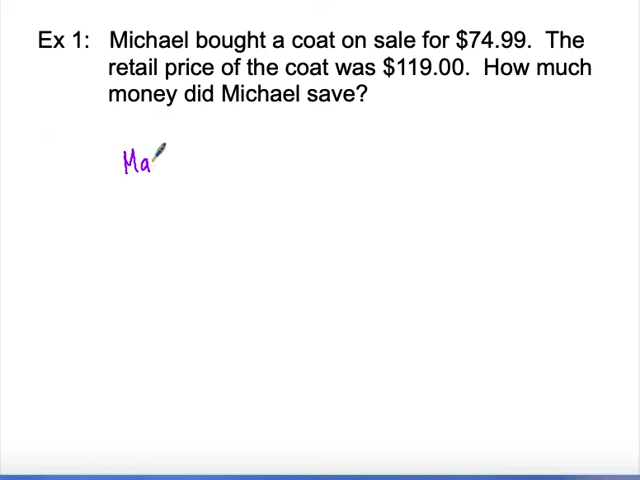 Ex 1: Michael bought a coat on sale for $74.99. The
retail price of the coat was $119.00. How much
money did Michael save?
Ma